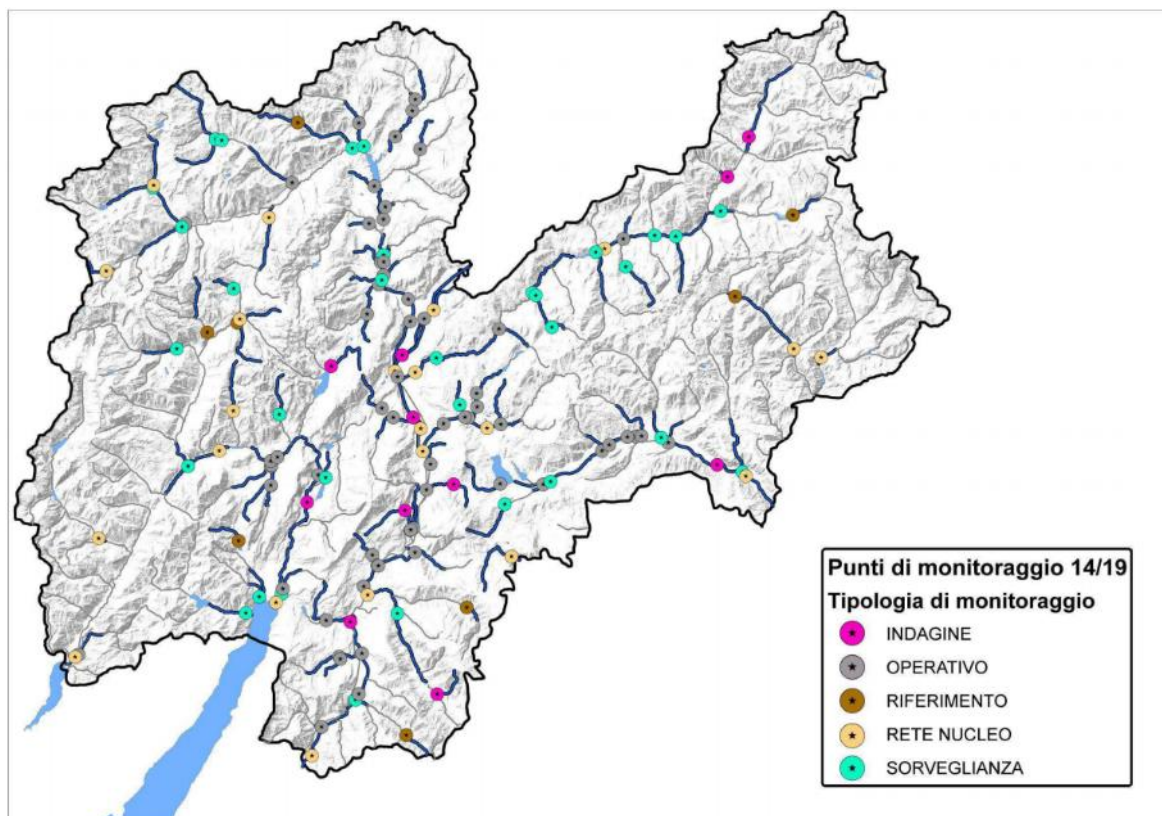 Punti di monitoraggio 14/19
Tipologia di monitoraggio
INDAGINE
OPERATIVO
RIFERIMENTO
RETE NUCLEO
SORVEGLIANZA